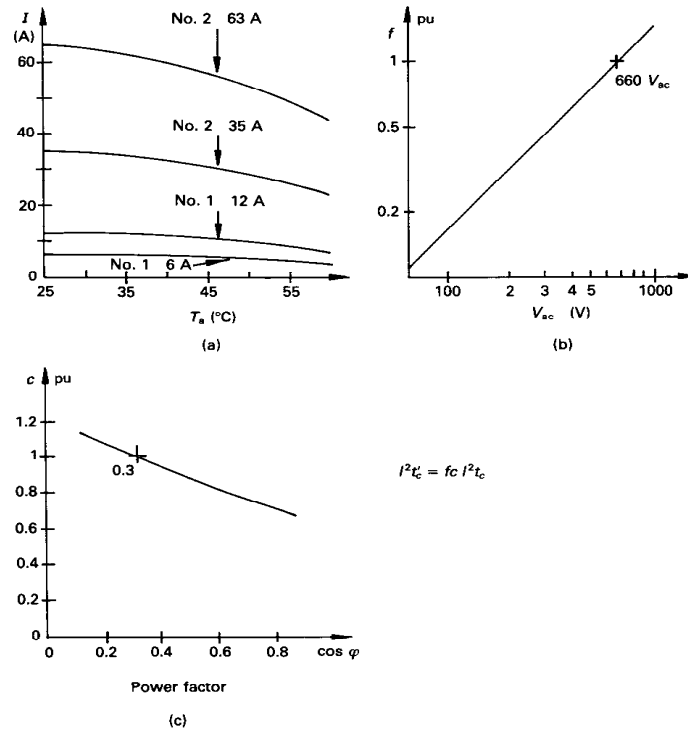 I
(A)
60
40
20
0
No. 2 63 A
No. 2 35 A
No. 1 12 A
No. 1 6 A
25 35 45 55
Tₐ (°C)
(a)
f pu
1
0.5
0.2
660 Vac
100 2 3 4 5 1000
Vac (V)
(b)
c pu
1.2
1
0.8
0.6
0.4
0.2
0
0.3
0 0.2 0.4 0.6 0.8 cos φ
Power factor
(c)
I²t′c = fc I²tc